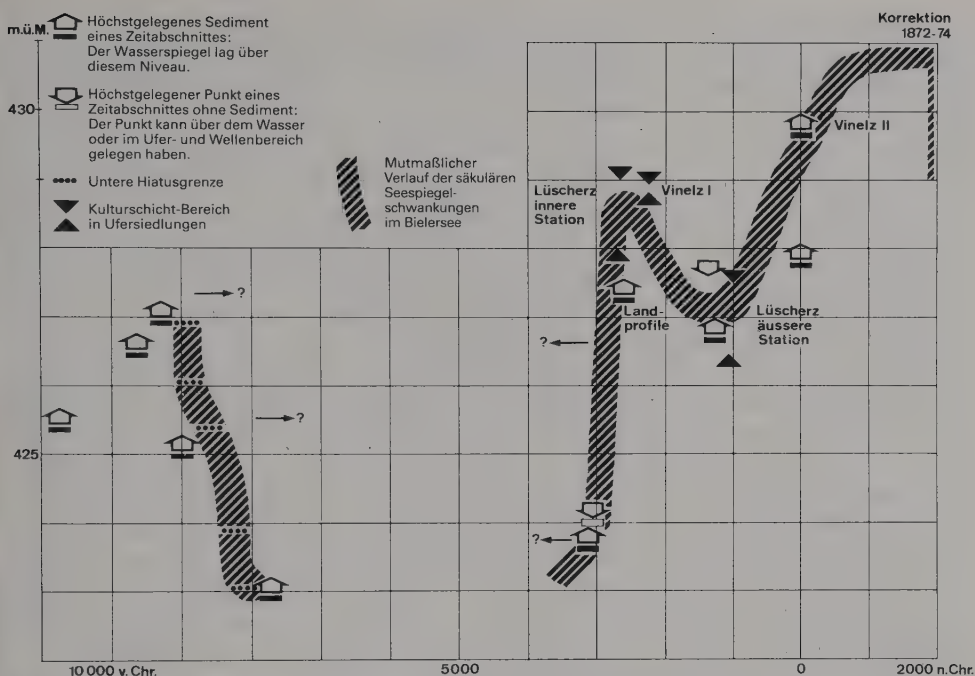 Korrektion
1872-74
m.ü.M.
Höchstgelegenes Sediment
eines Zeitabschnittes:
Der Wasserspiegel lag über
diesem Niveau.
430
Höchstgelegener Punkt eines
Zeitabschnittes ohne Sediment:
Der Punkt kann über dem Wasser
oder im Ufer- und Wellenbereich
gelegen haben.
Untere Hiatusgrenze
Kulturschicht-Bereich
in Ufersiedlungen
Mutmaßlicher
Verlauf der säkulären
Seespiegel-
schwankungen
im Bielersee
Lüscherz
innere
Station
Vinelz I
Vinelz II
?
Land-
profile
Lüscherz
äussere
Station
?
?
425
?
10 000 v. Chr.
5000
0
2000 n.Chr.